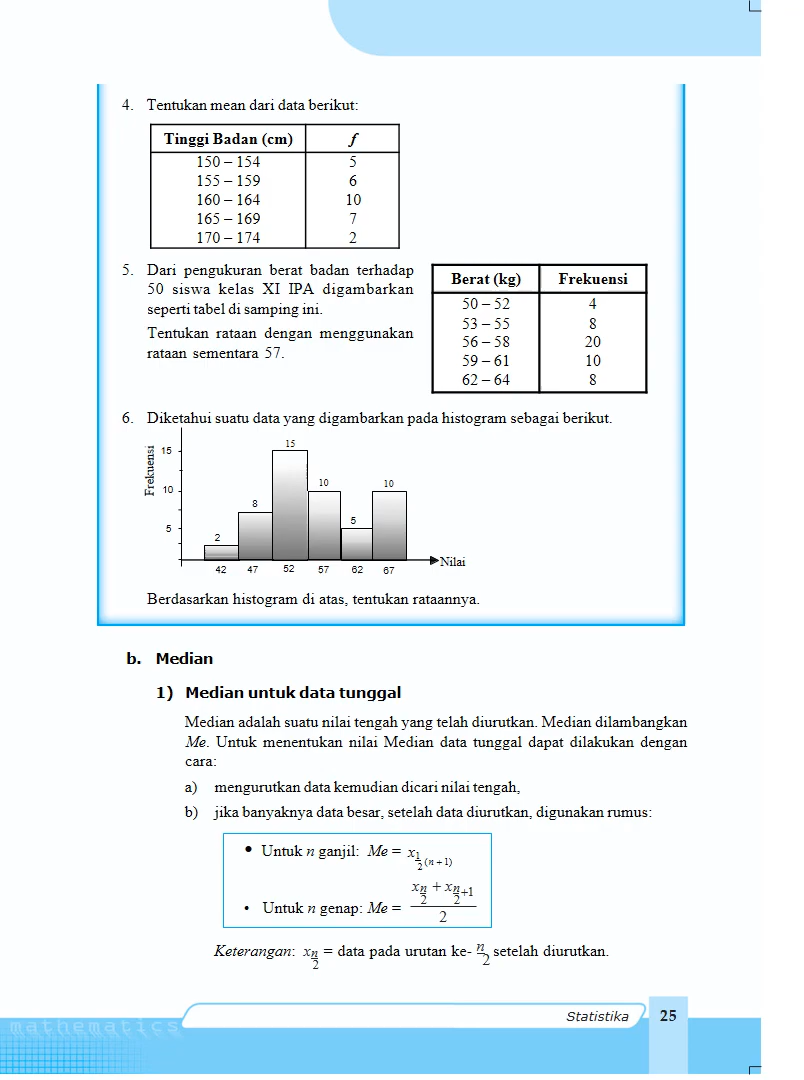 4. Tentukan mean dari data berikut:
Tinggi Badan (cm) f
150 – 154 5
155 – 159 6
160 – 164 10
165 – 169 7
170 – 174 2
5. Dari pengukuran berat badan terhadap
50 siswa kelas XI IPA digambarkan
seperti tabel di samping ini.
Tentukan rataan dengan menggunakan
rataan sementara 57.
Berat (kg) Frekuensi
50 – 52 4
53 – 55 8
56 – 58 20
59 – 61 10
62 – 64 8
6. Diketahui suatu data yang digambarkan pada histogram sebagai berikut.
Frekuensi
15
10
5
2 8 15 10 5 10
42 47 52 57 62 67
Nilai
Berdasarkan histogram di atas, tentukan rataannya.
b. Median
1) Median untuk data tunggal
Median adalah suatu nilai tengah yang telah diurutkan. Median dilambangkan
Me. Untuk menentukan nilai Median data tunggal dapat dilakukan dengan
cara:
a) mengurutkan data kemudian dicari nilai tengah,
b) jika banyaknya data besar, setelah data diurutkan, digunakan rumus:
• Untuk n ganjil: Me = x_{1/2 (n + 1)}
• Untuk n genap: Me = (x_{n/2} + x_{n/2 +1}) / 2
Keterangan: x_{n/2} = data pada urutan ke- n/2 setelah diurutkan.
mathematics
Statistika 25